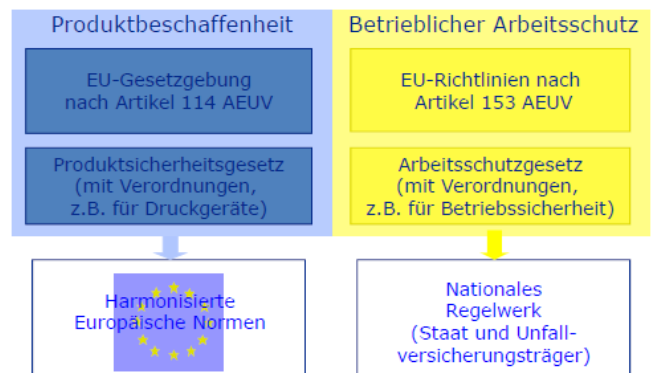 Produktbeschaffenheit
EU-Gesetzgebung
nach Artikel 114 AEUV
Produktsicherheitsgesetz
(mit Verordnungen,
z.B. für Druckgeräte)
Harmonisierte
Europäische Normen
Betrieblicher Arbeitsschutz
EU-Richtlinien nach
Artikel 153 AEUV
Arbeitsschutzgesetz
(mit Verordnungen,
z.B. für Betriebssicherheit)
Nationales
Regelwerk
(Staat und Unfall-
versicherungsträger)